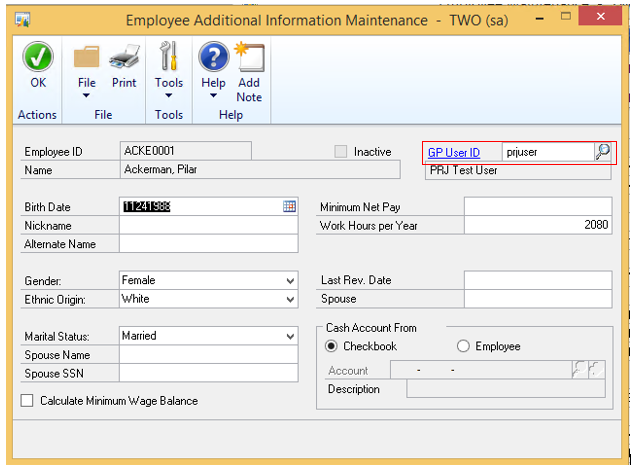 Employee Additional Information Maintenance - TWO (sa)
OK File Print Tools Help Add Note
Actions File Tools Help
Employee ID ACKE0001 Inactive GP User ID prjuser
Name Ackerman, Pilar PRJ Test User
Birth Date 11241988 Minimum Net Pay
Nickname Work Hours per Year 2080
Alternate Name
Gender: Female Last Rev. Date
Ethnic Origin: White Spouse
Marital Status: Married Cash Account From
Spouse Name Checkbook Employee
Spouse SSN Account - -
Description
Calculate Minimum Wage Balance